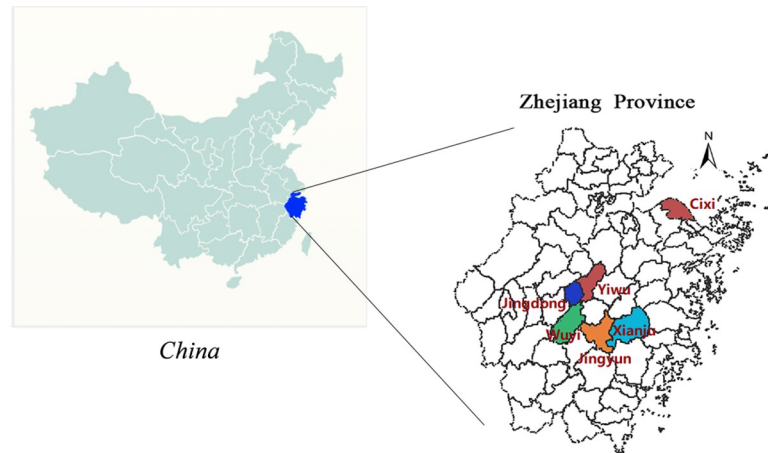 China
Zhejiang Province
N
Cixi
Yiwu
Jingdong
Wuyi
Xianju
Jingyun